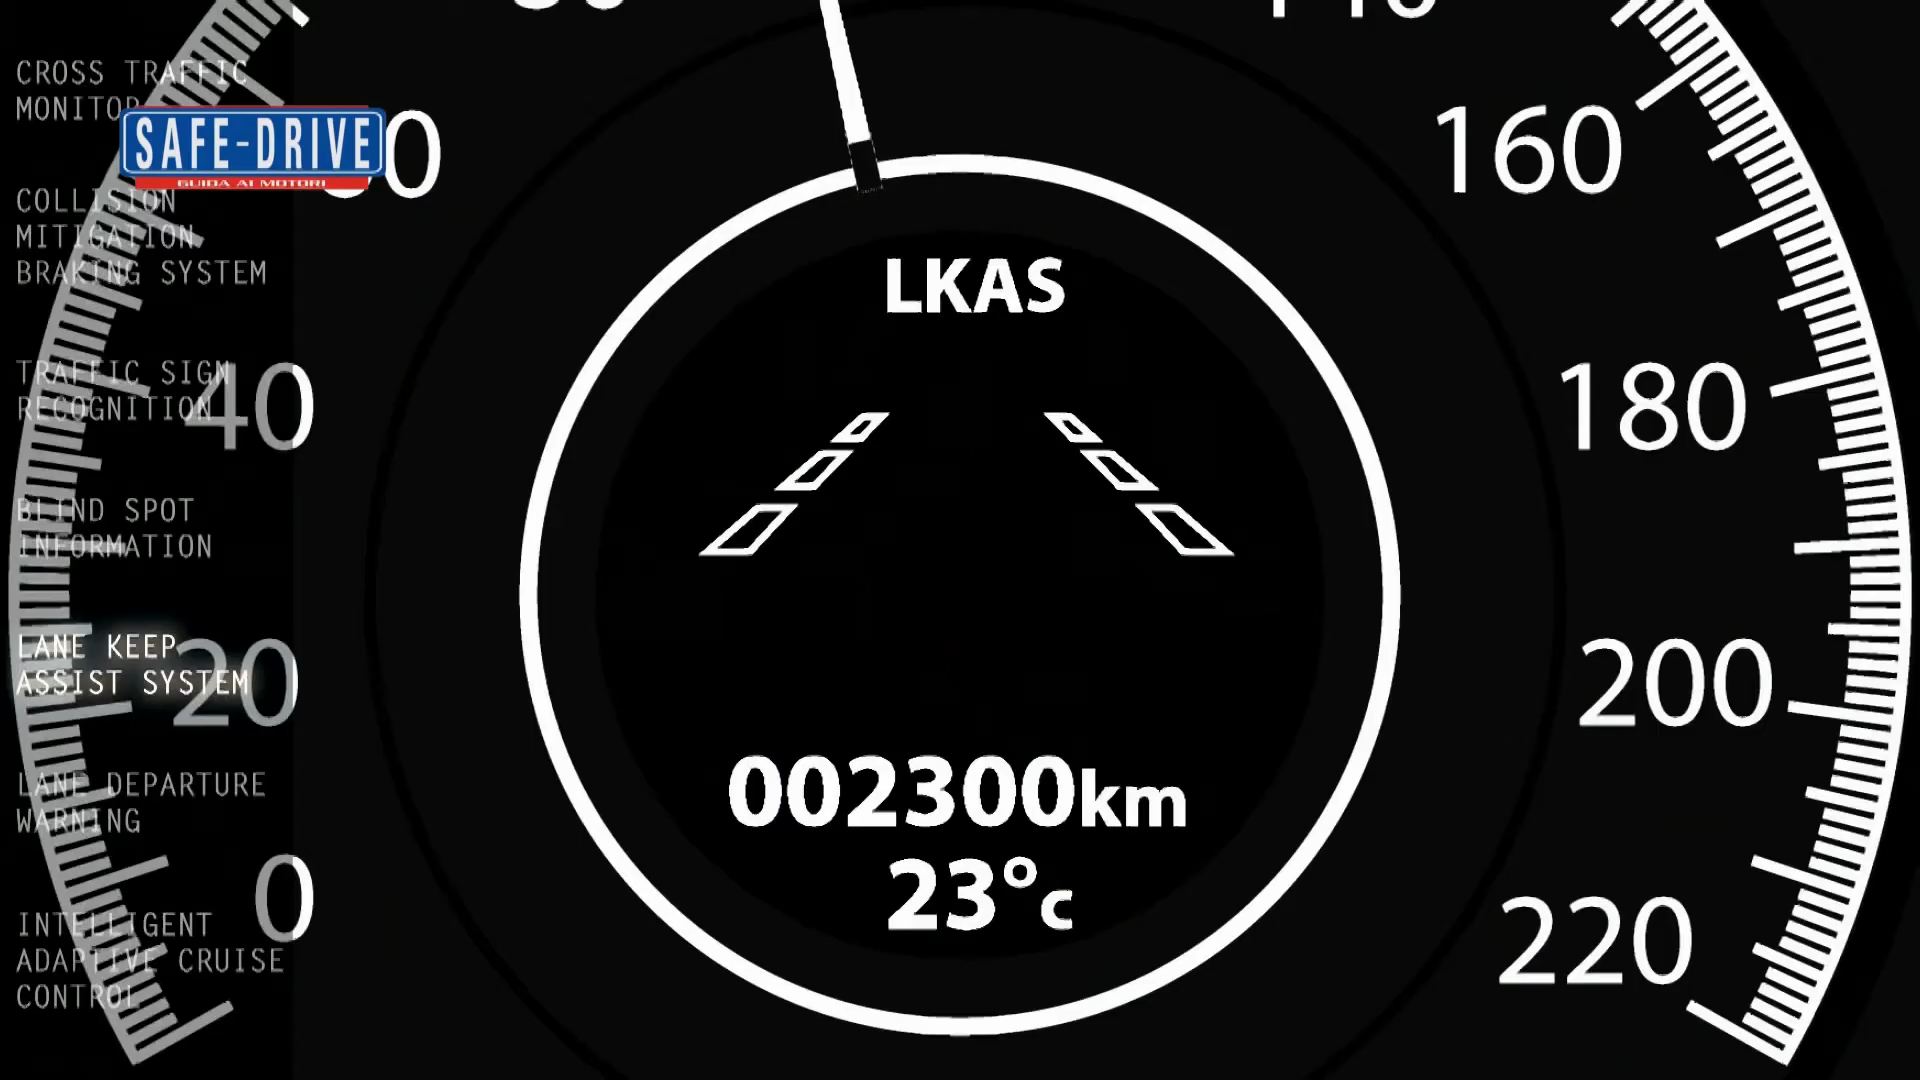 CROSS TRAFFIC
MONITOR
SAFE-DRIVE
GUIDA AI MOTORI
COLLISION
MITIGATION
BRAKING SYSTEM
TRAFFIC SIGN
RECOGNITION
40
BLIND SPOT
INFORMATION
LANE KEEP
ASSIST SYSTEM
20
LANE DEPARTURE
WARNING
0
INTELLIGENT
ADAPTIVE CRUISE
CONTROL
LKAS
002300km
23°c
140
160
180
200
220